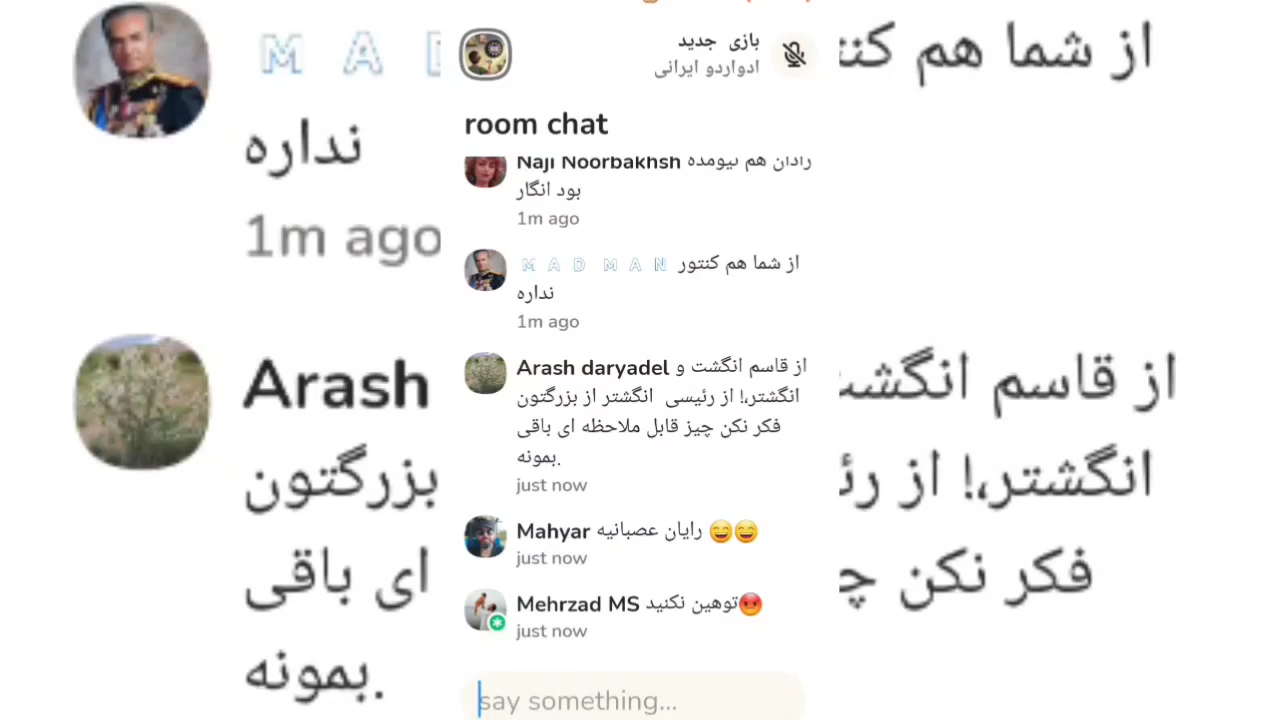 بازی جدید
ادواردو ایرانی
room chat
Naji Noorbakhsh رادان هم نیومده
بود انگار
1m ago
M A D M A N از شما هم کنتور
نداره
1m ago
Arash daryadel از قاسم انگشت و
انگشتر،! از رئیسی انگشتر از بزرگتون
فکر نکن چیز قابل ملاحظه ای باقی
بمونه.
just now
Mahyar رایان عصبانیه 😄😄
just now
Mehrzad MS توهین نکنید😡
just now
say something...
M A D
نداره
1m ago
Arash
بزرگتون
ای باقی
بمونه.
از شما هم کنت
از قاسم انگشت
انگشتر،! از رئ
فکر نکن چ